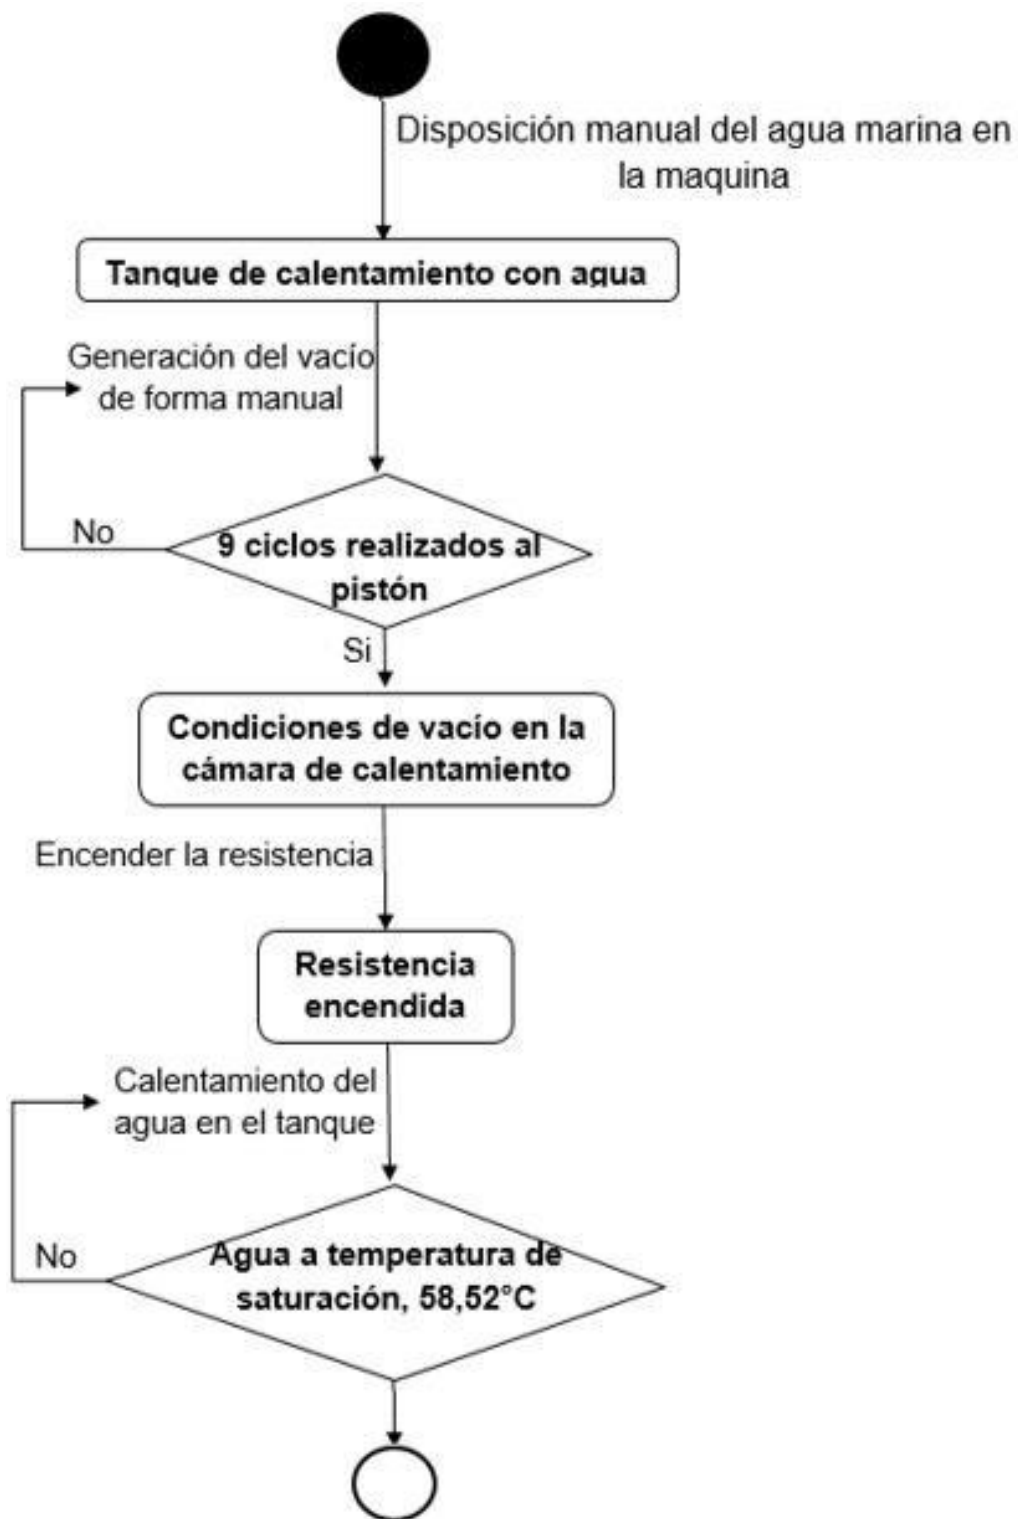 Disposición manual del agua marina en
la maquina
Tanque de calentamiento con agua
Generación del vacío
de forma manual
No
9 ciclos realizados al
pistón
Si
Condiciones de vacío en la
cámara de calentamiento
Encender la resistencia
Resistencia
encendida
Calentamiento del
agua en el tanque
No
Agua a temperatura de
saturación, 58,52°C